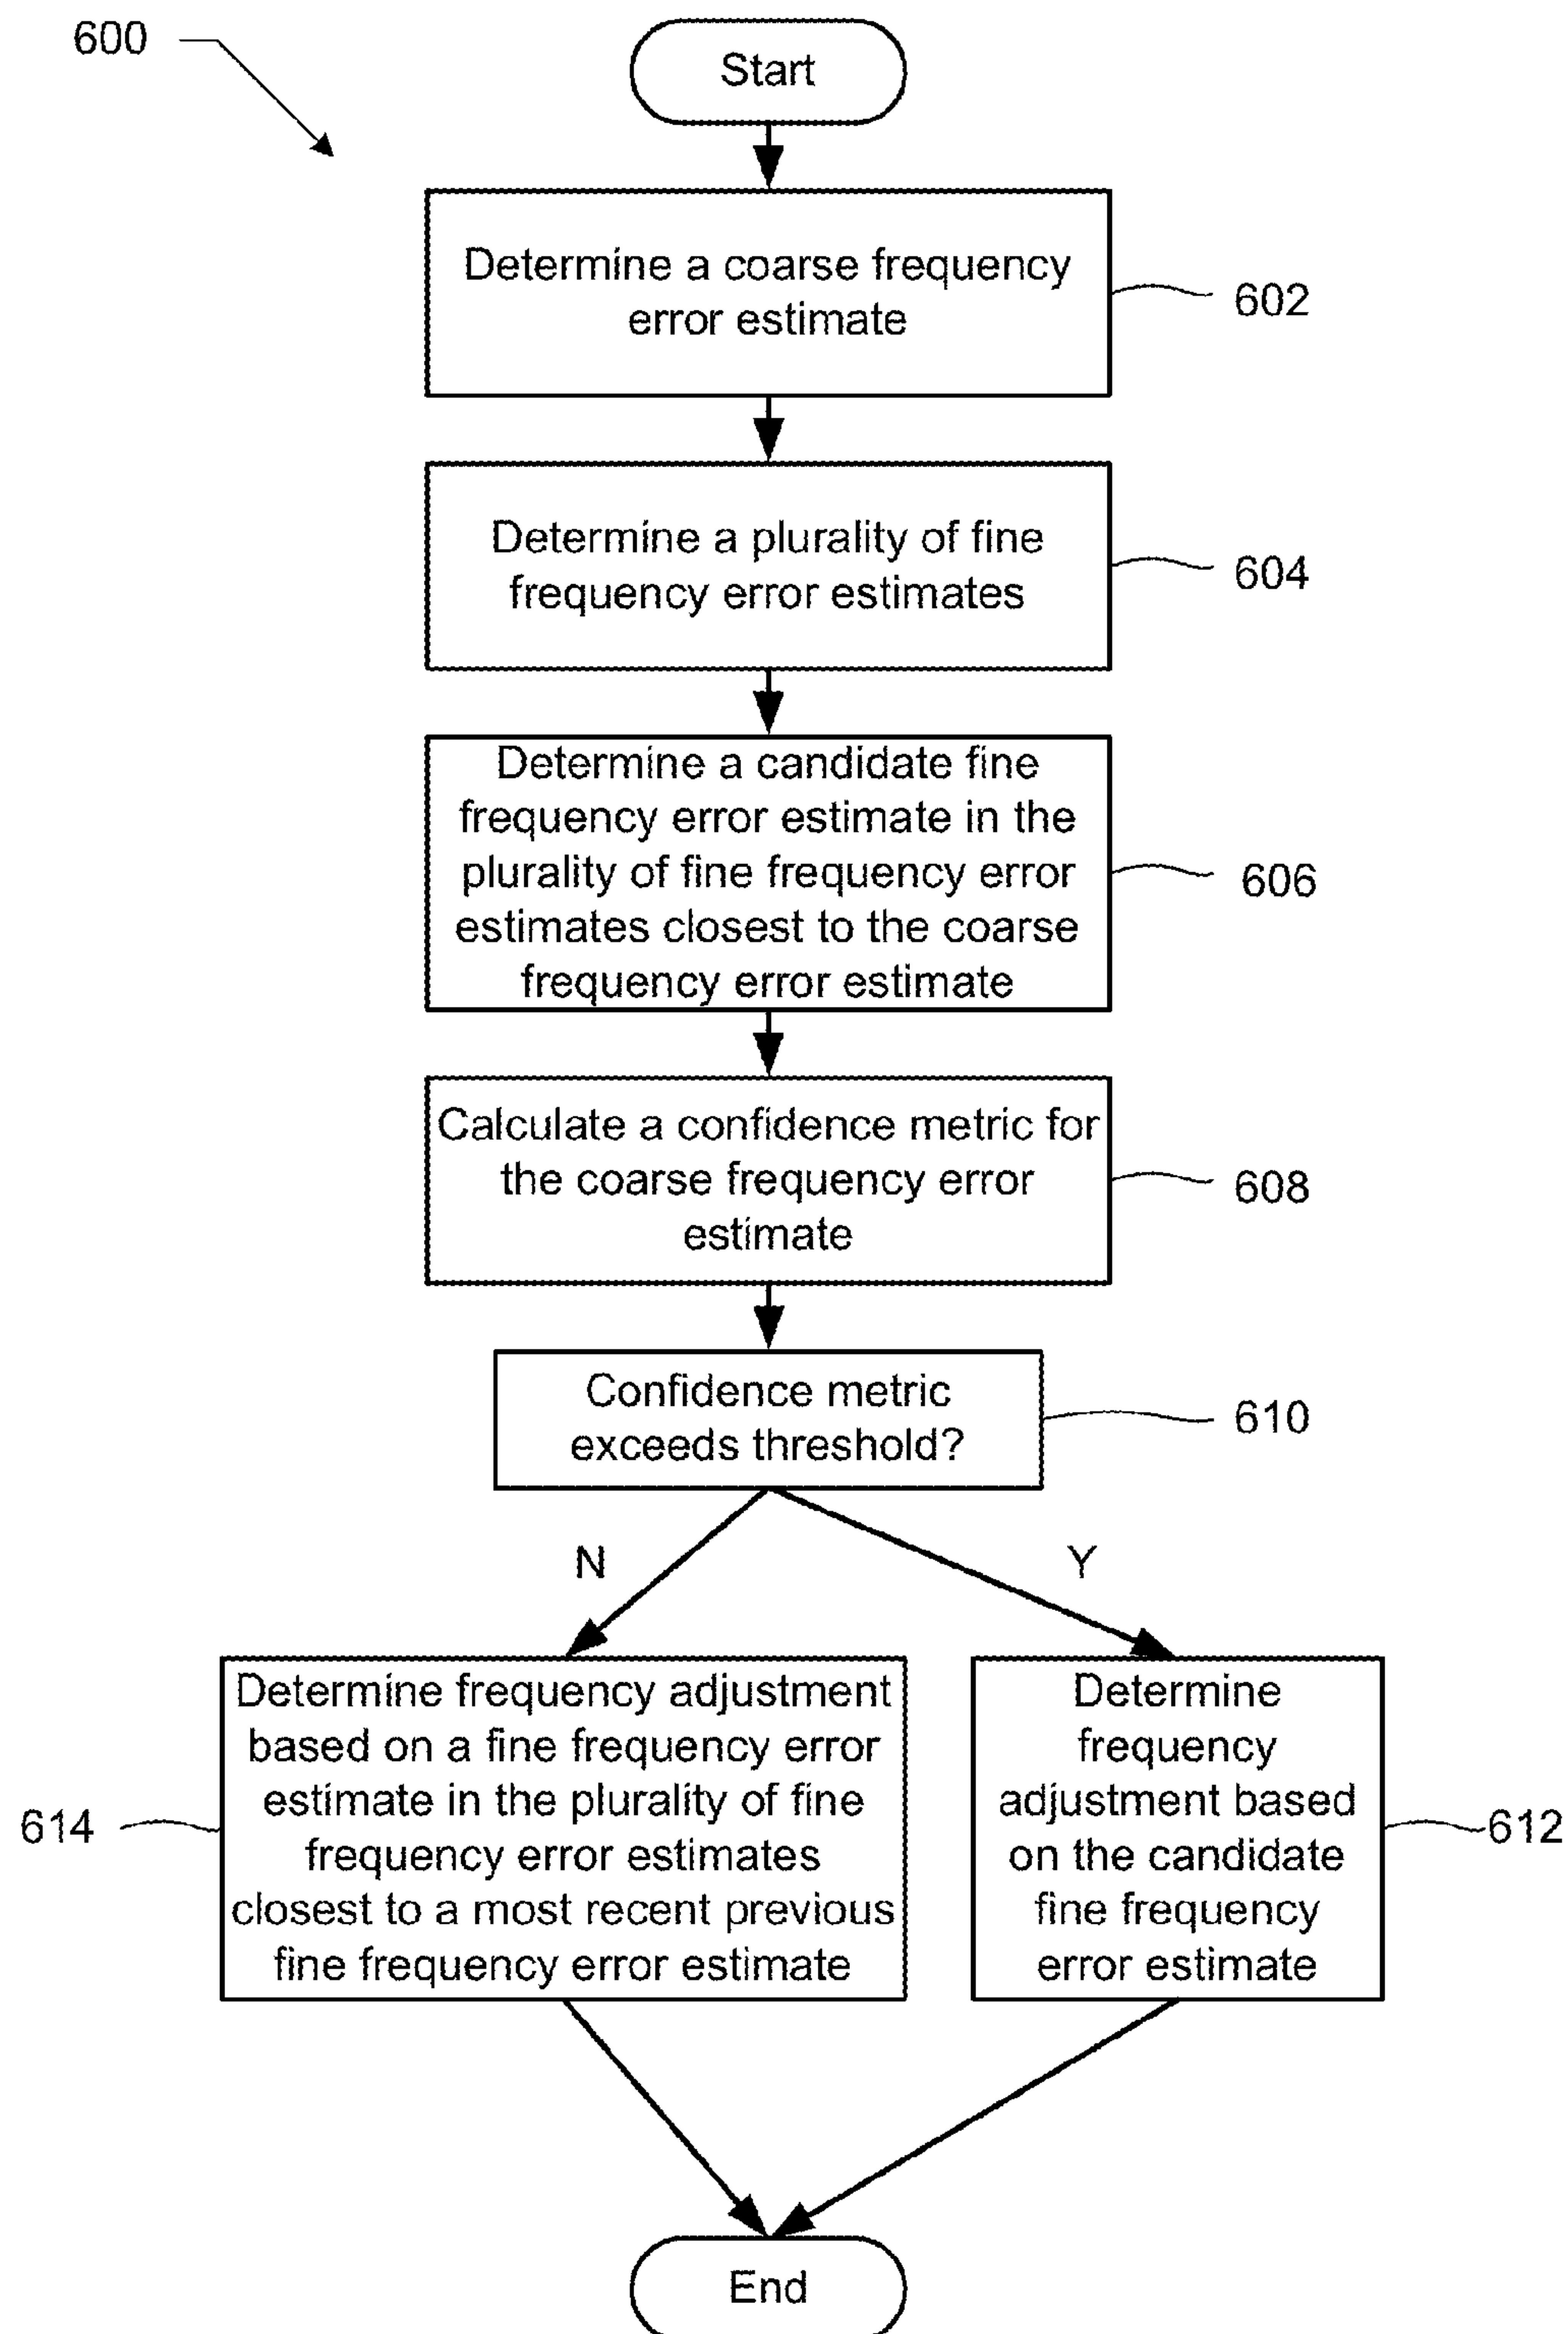 600
Start
Determine a coarse frequency
error estimate
602
Determine a plurality of fine
frequency error estimates
604
Determine a candidate fine
frequency error estimate in the
plurality of fine frequency error
estimates closest to the coarse
frequency error estimate
606
Calculate a confidence metric for
the coarse frequency error
estimate
608
Confidence metric
exceeds threshold?
610
N
Y
Determine frequency adjustment
based on a fine frequency error
estimate in the plurality of fine
frequency error estimates
closest to a most recent previous
fine frequency error estimate
614
Determine
frequency
adjustment based
on the candidate
fine frequency
error estimate
612
End